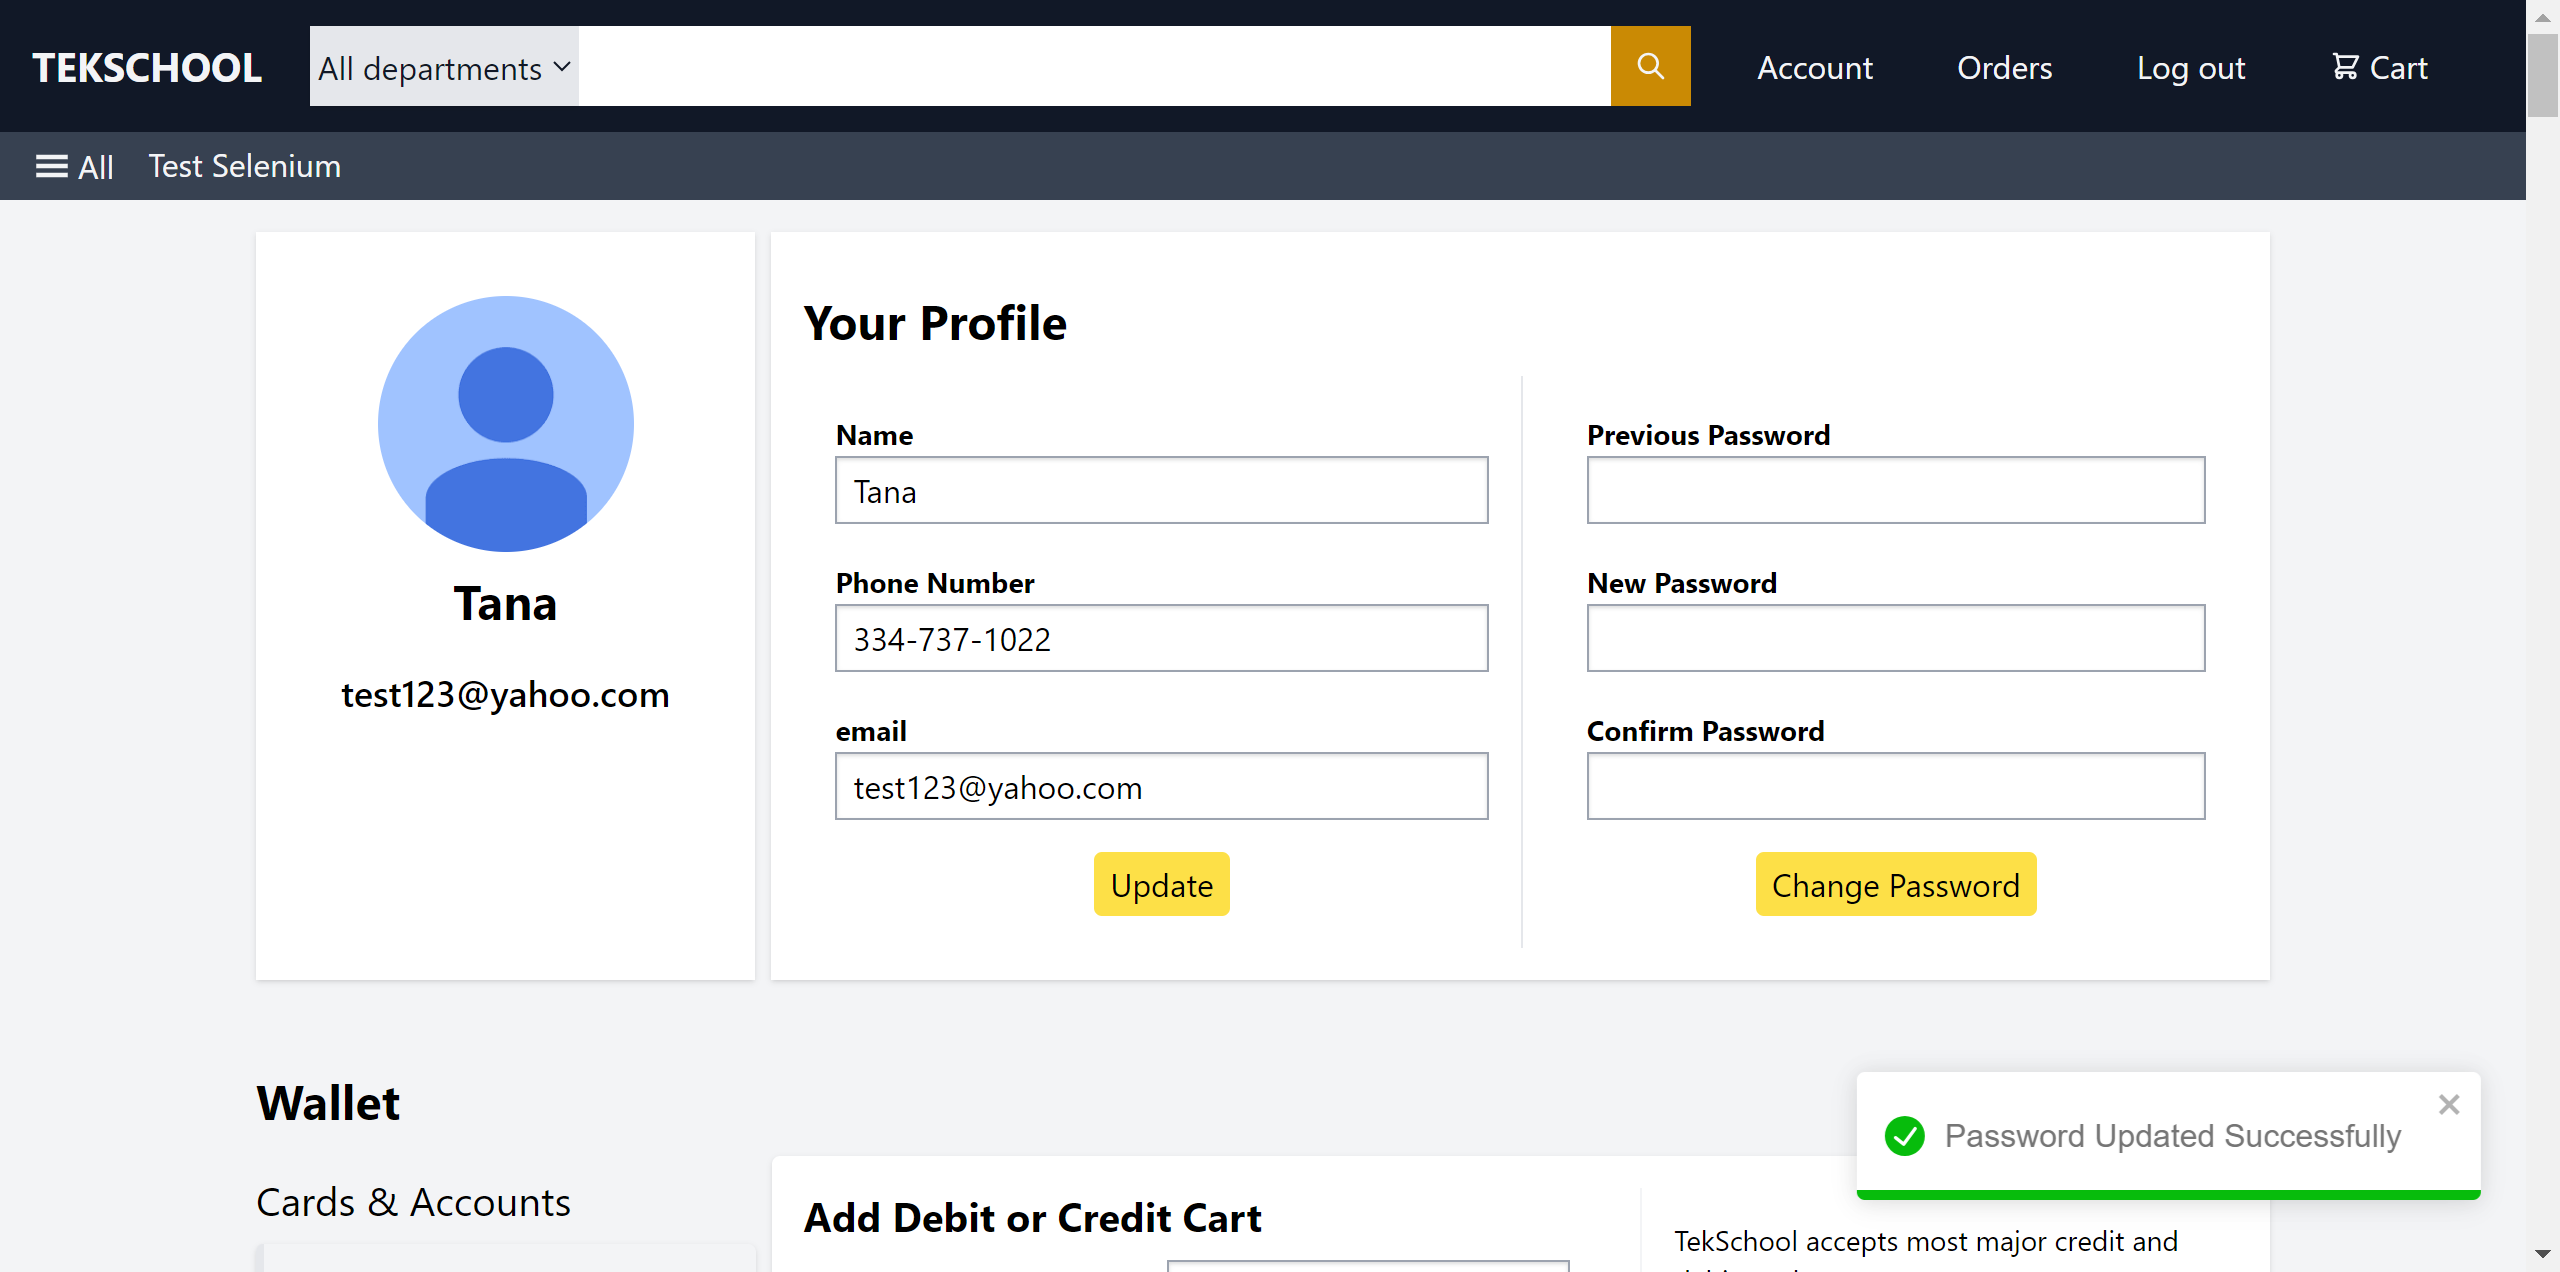 TEKSCHOOL
All departments
Account
Orders
Log out
Cart
All
Test Selenium
Tana
test123@yahoo.com
Your Profile
Name
Tana
Phone Number
334-737-1022
email
test123@yahoo.com
Update
Previous Password
New Password
Confirm Password
Change Password
Wallet
Cards & Accounts
Add Debit or Credit Cart
TekSchool accepts most major credit and
Password Updated Successfully